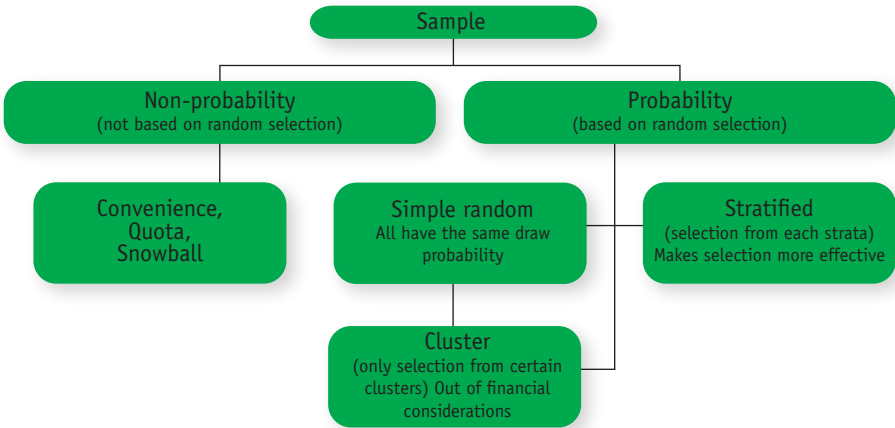 Sample
Non-probability
(not based on random selection)
Probability
(based on random selection)
Convenience,
Quota,
Snowball
Simple random
All have the same draw
probability
Stratified
(selection from each strata)
Makes selection more effective
Cluster
(only selection from certain
clusters) Out of financial
considerations